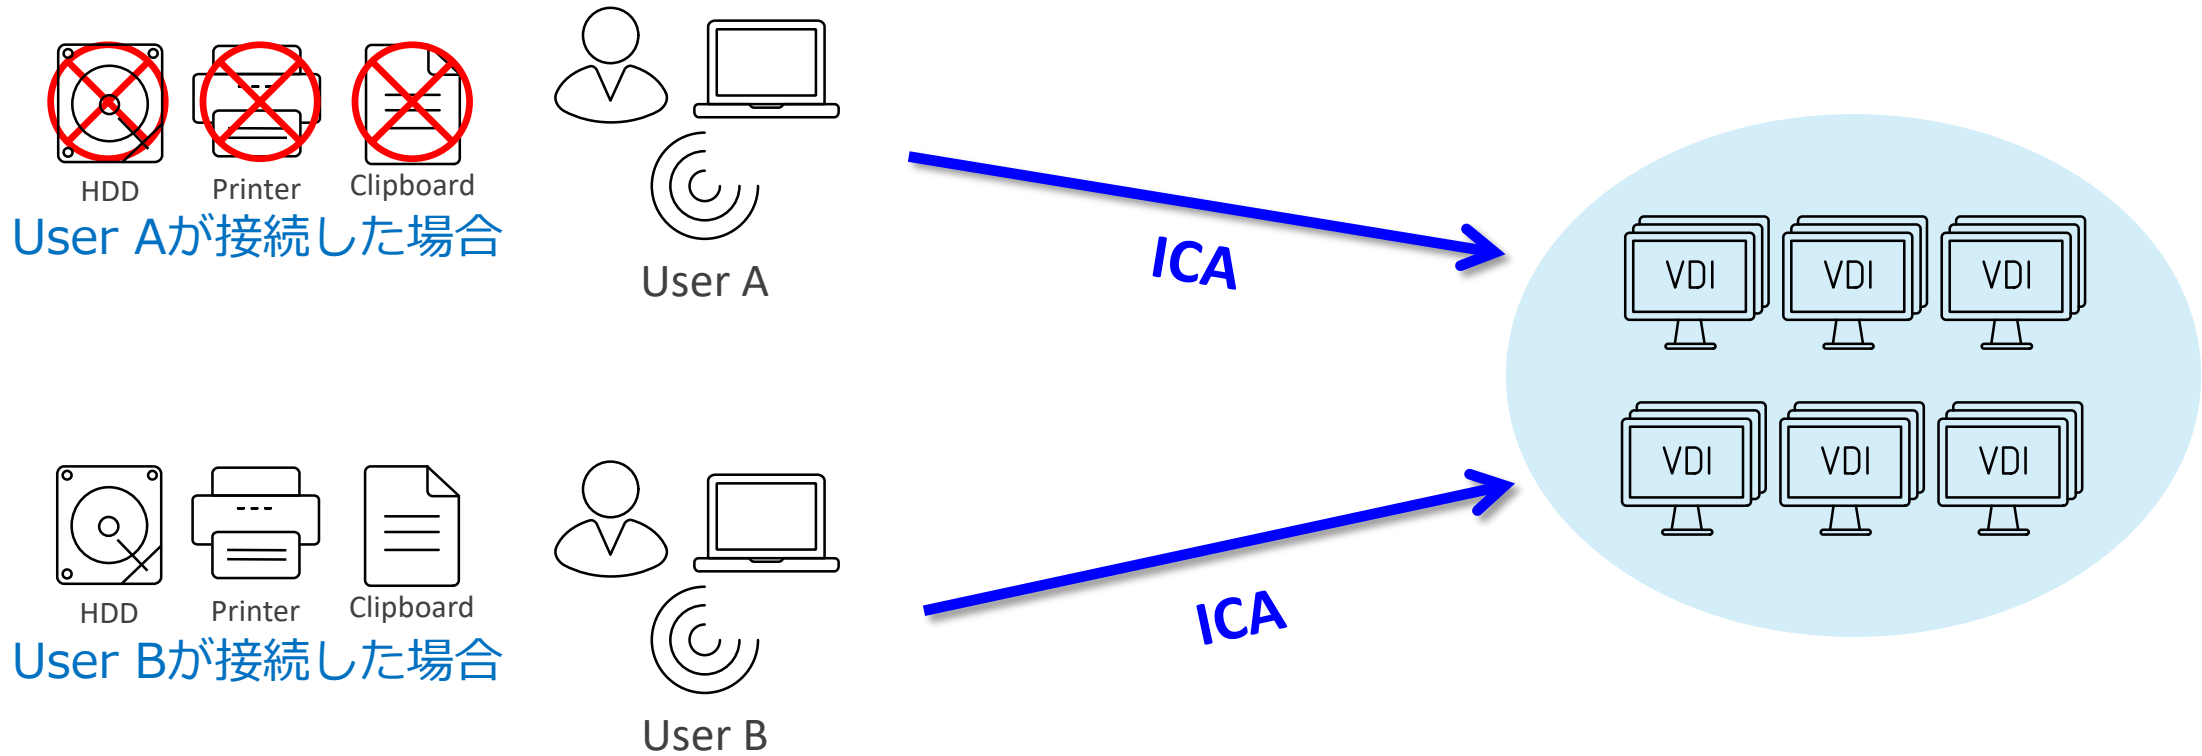 HDD Printer Clipboard
User Aが接続した場合
User A
ICA
VDI VDI VDI
VDI VDI VDI
HDD Printer Clipboard
User Bが接続した場合
User B
ICA